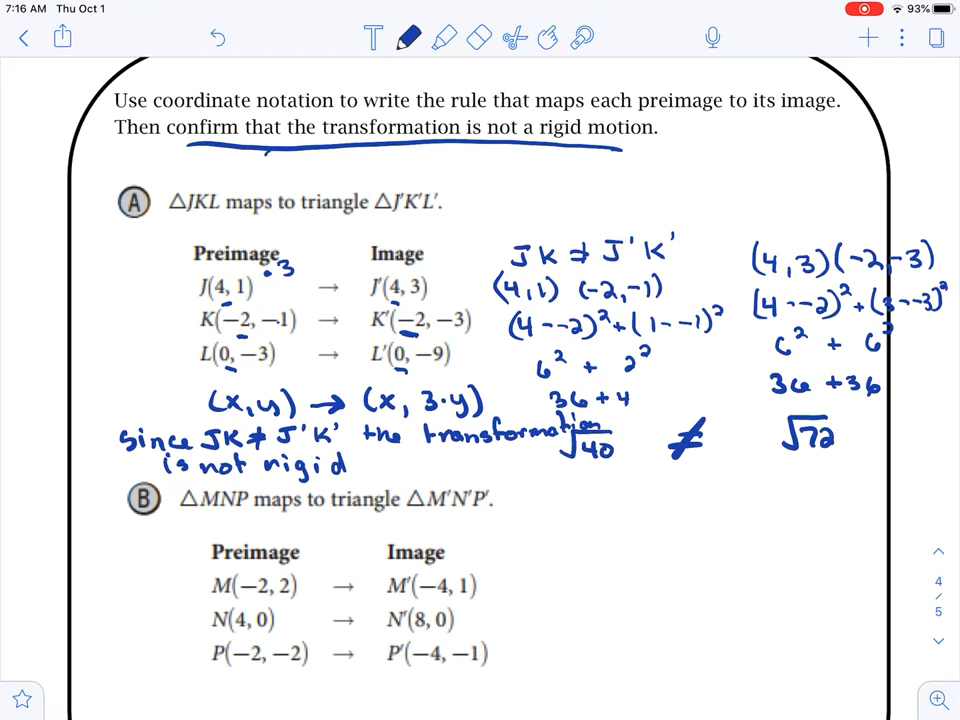 7:16 AM Thu Oct 1 93%
T
Use coordinate notation to write the rule that maps each preimage to its image.
Then confirm that the transformation is not a rigid motion.
A △JKL maps to triangle △J'K'L'.
Preimage Image
·3
J(4, 1) → J'(4, 3)
K(−2, −1) → K'(−2, −3)
L(0, −3) → L'(0, −9)
(x,y) → (x, 3·y)
since JK ≠ J'K' the transformation
is not rigid
JK ≠ J'K'
(4,1) (-2,-1)
(4--2)² + (1--1)²
6² + 2²
36 + 4
√40 ≠ √72
(4,3)(-2,-3)
(4--2)² + (3--3)²
6² + 6²
36 + 36
B △MNP maps to triangle △M'N'P'.
Preimage Image
M(−2, 2) → M'(−4, 1)
N(4, 0) → N'(8, 0)
P(−2, −2) → P'(−4, −1)
4
/
5